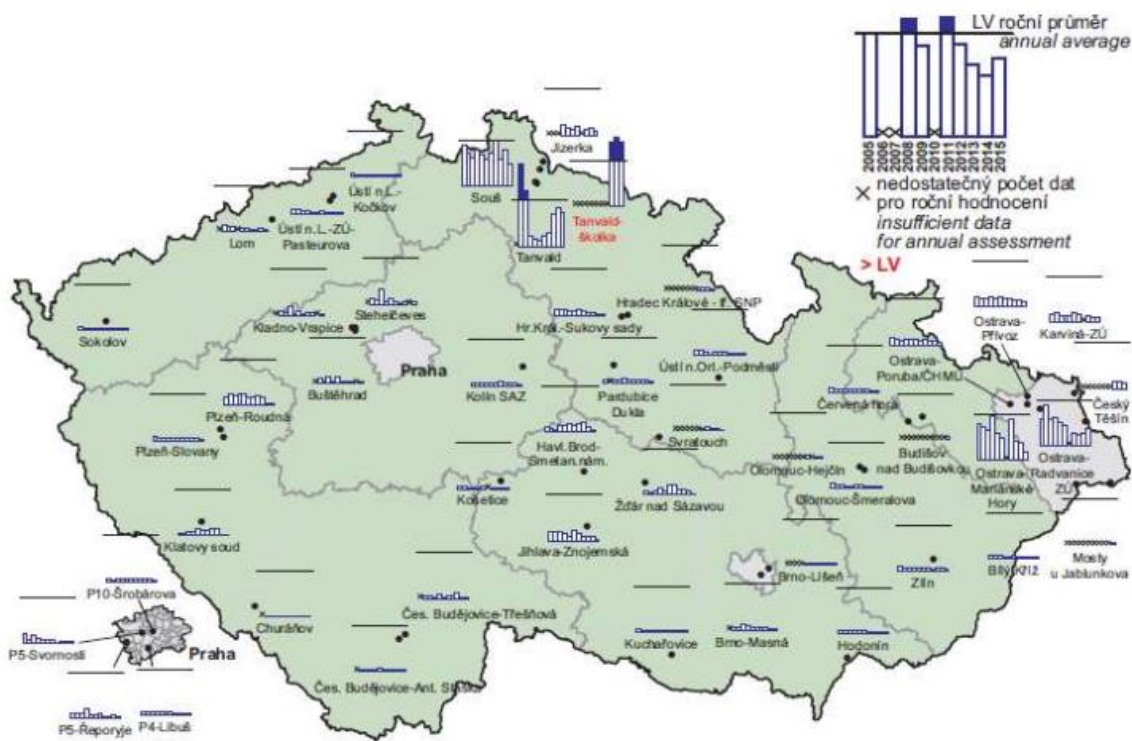 LV roční průměr
annual average
2005
2006
2007
2008
2009
2010
2011
2012
2013
2014
2015
× nedostatečný počet dat
pro roční hodnocení
insufficient data
for annual assessment
> LV
Jizerka
Souš
Tanvald-
školka
Tanvald
Ústí n.L.-
Kočkov
Ústí n.L.-ZÚ-
Pasteurova
Lom
Sokolov
Kladno-Vrapice
Stehelčeves
Buštěhrad
Praha
Hradec Králové - tř. SNP
Hr.Král.-Sukovy sady
Ústí n.Orl.-Podměstí
Kolín SAZ
Pardubice
Dukla
Plzeň-Roudná
Plzeň-Slovany
Klatovy soud
Havl.Brod-
Smetan.nám.
Svratouch
Košetice
Žďár nad Sázavou
Jihlava-Znojemská
Ostrava-
Přívoz
Karviná-ZÚ
Ostrava-
Poruba/ČHMÚ
Český
Těšín
Červená hora
Budišov
nad Budišovkou
Olomouc-Hejčín
Olomouc-Šmeralova
Ostrava-
Mariánské
Hory
Ostrava-
Radvanice
ZÚ
Mosty
u Jablunkova
Bílý Kříž
Zlín
Brno-Líšeň
Brno-Masná
Kuchařovice
Hodonín
Churáňov
Čes. Budějovice-Třešňová
Čes. Budějovice-Ant. Staška
P10-Šrobárova
P5-Svornosti
Praha
P5-Řeporyje
P4-Libuš